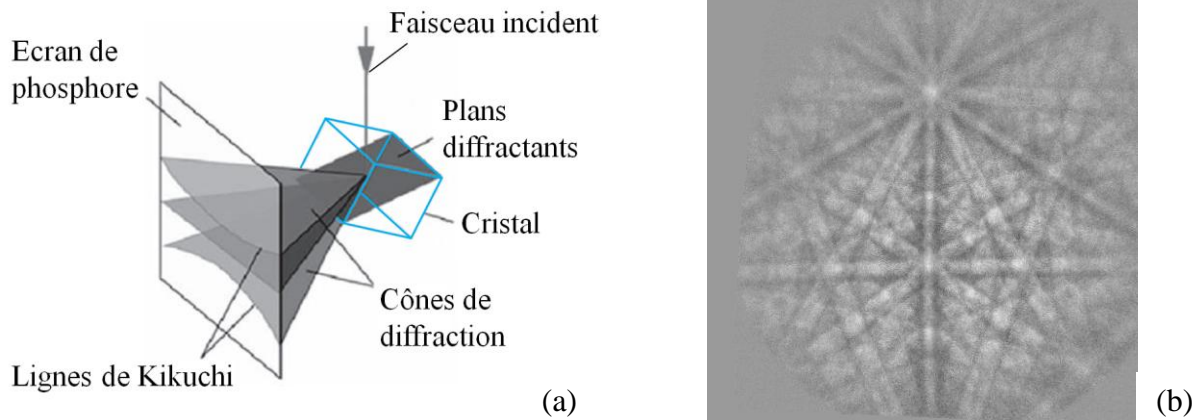 Faisceau incident
Ecran de
phosphore
Plans
diffractants
Cristal
Cônes de
diffraction
Lignes de Kikuchi
(a)
(b)